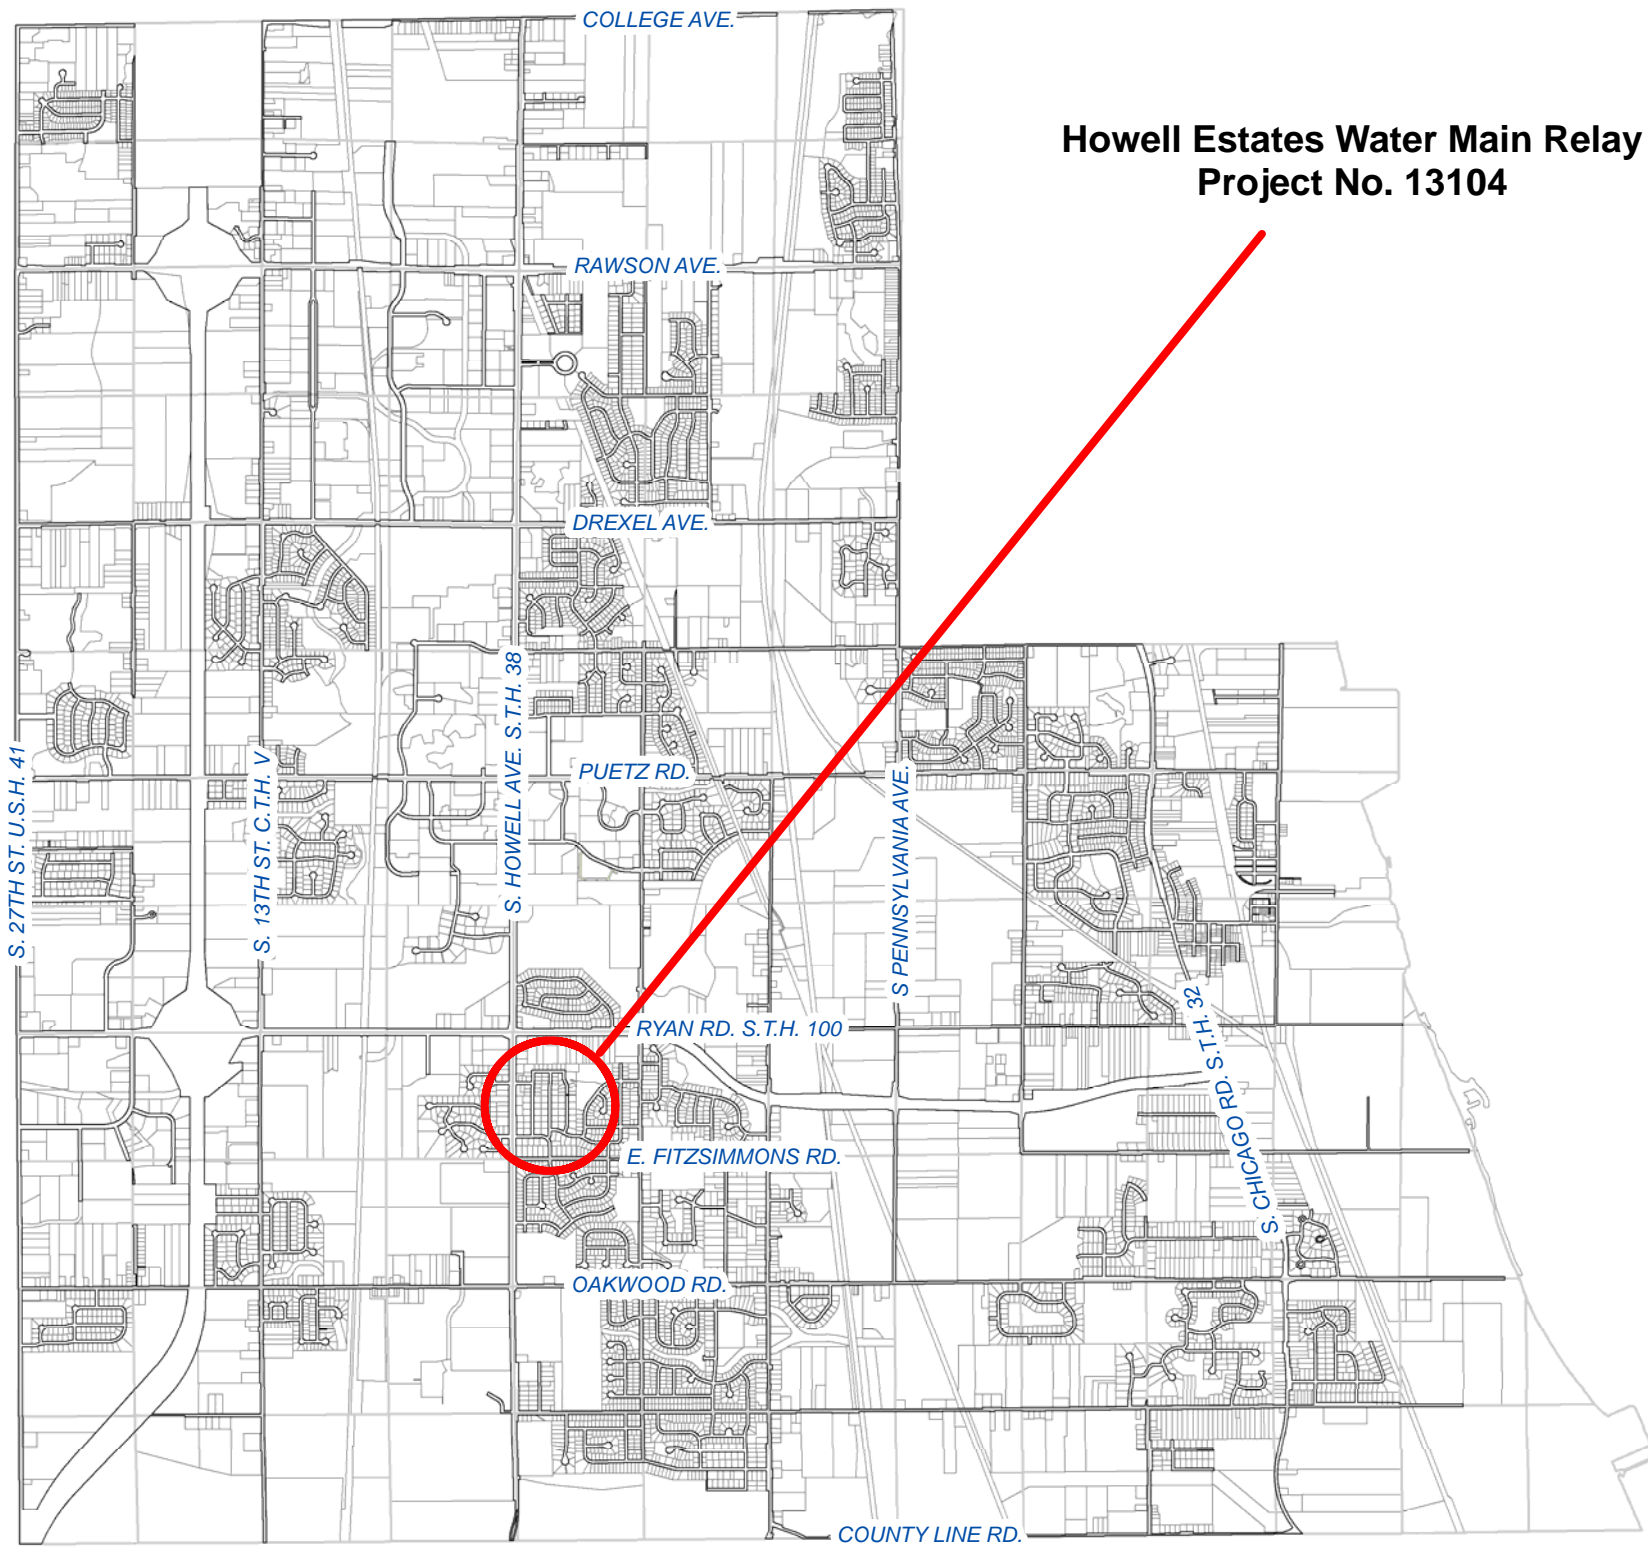 COLLEGE AVE.
Howell Estates Water Main Relay
Project No. 13104
RAWSON AVE.
DREXEL AVE.
S. HOWELL AVE. S.T.H. 38
PUETZ RD.
S. 27TH ST. U.S.H. 41
S. 13TH ST. C.T.H. V
S PENNSYLVANIA AVE.
RYAN RD. S.T.H. 100
S. CHICAGO RD. S.T.H. 32
E. FITZSIMMONS RD.
OAKWOOD RD.
COUNTY LINE RD.